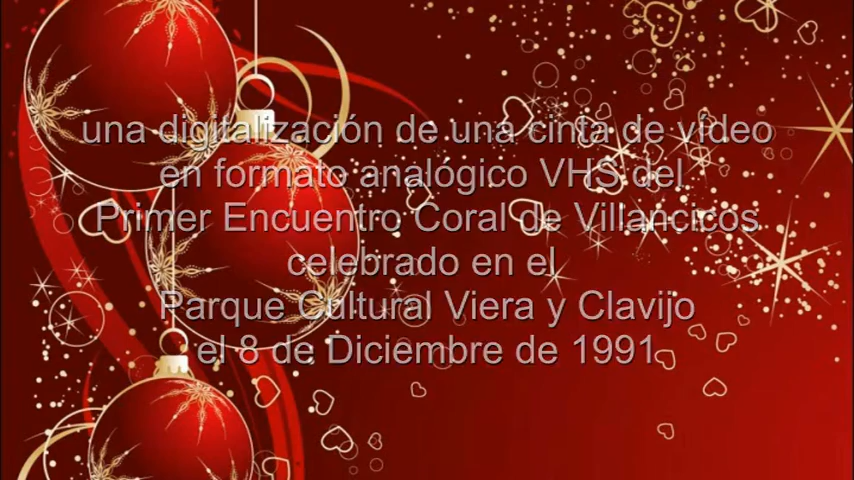 una digitalización de una cinta de vídeo
en formato analógico VHS del
Primer Encuentro Coral de Villancicos
celebrado en el
Parque Cultural Viera y Clavijo
el 8 de Diciembre de 1991